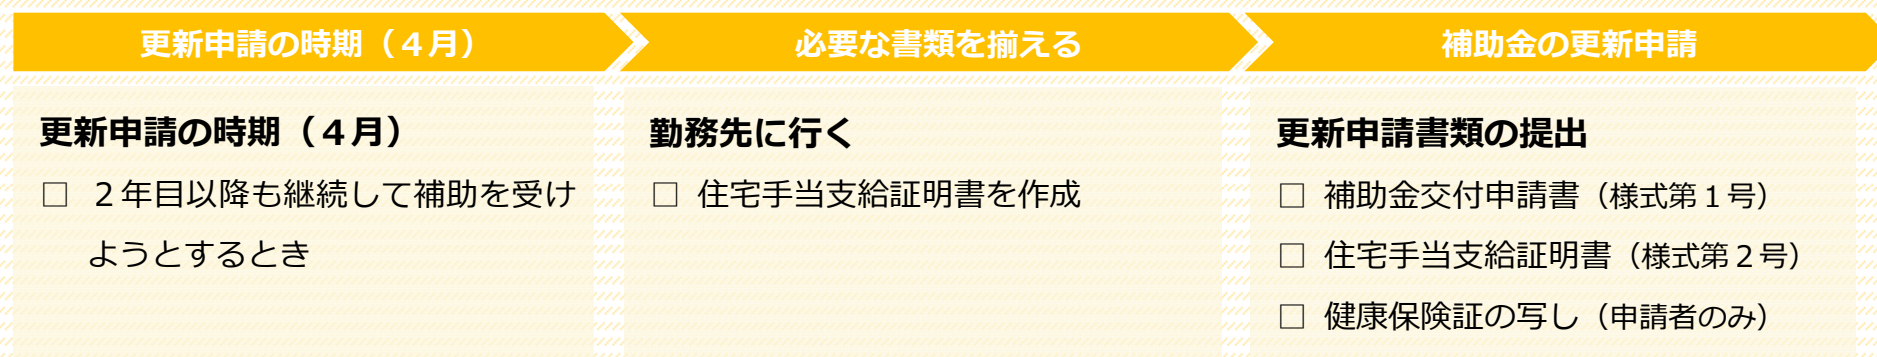 更新申請の時期（４月）
必要な書類を揃える
補助金の更新申請
更新申請の時期（４月）
□ ２年目以降も継続して補助を受け
ようとするとき
勤務先に行く
□ 住宅手当支給証明書を作成
更新申請書類の提出
□ 補助金交付申請書（様式第１号）
□ 住宅手当支給証明書（様式第２号）
□ 健康保険証の写し（申請者のみ）